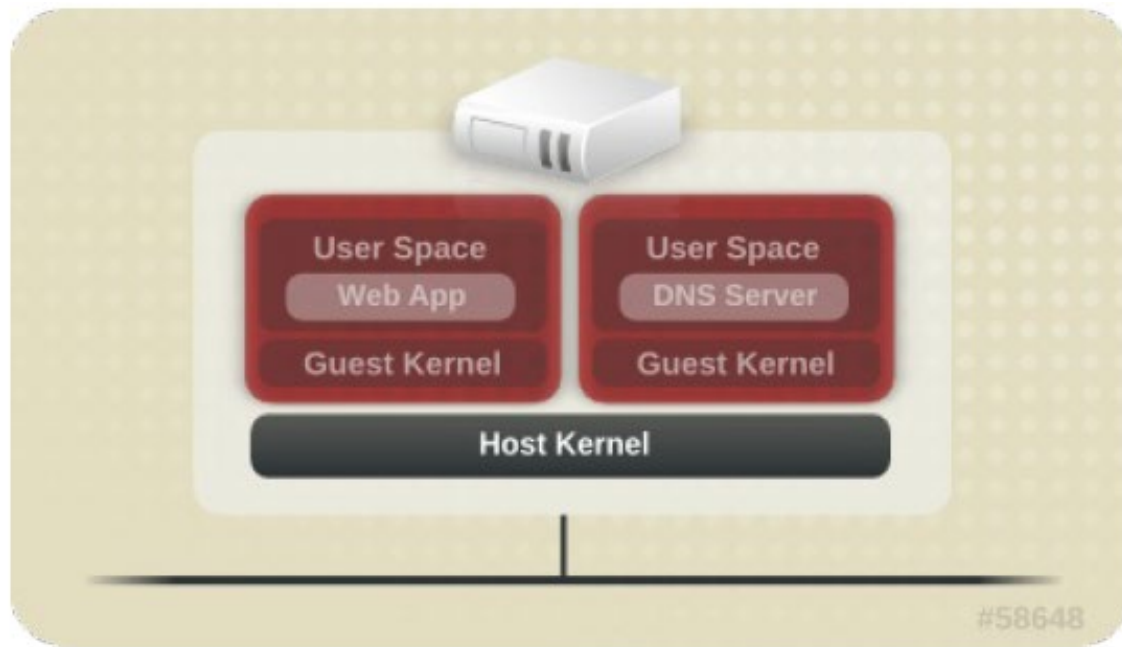 User Space
Web App
Guest Kernel
User Space
DNS Server
Guest Kernel
Host Kernel
#58648